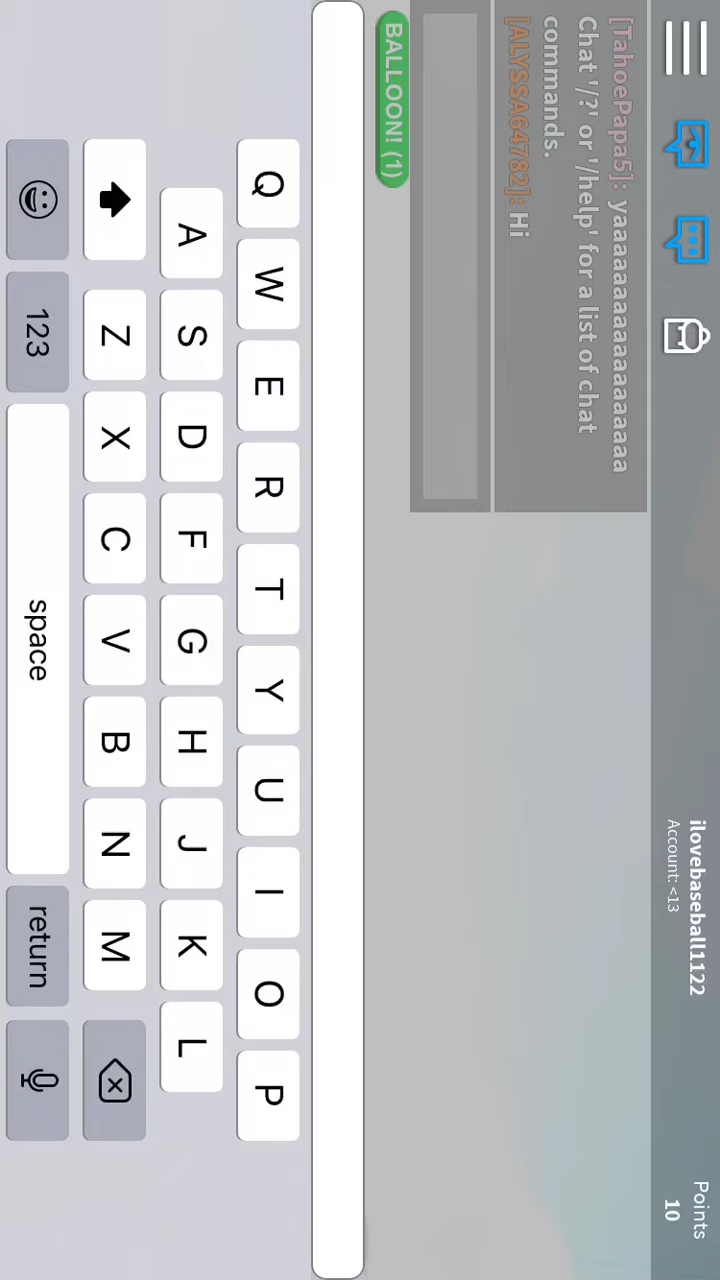 ilovebaseball1122
Account: <13
Points
10
[TahoePapa5]: yaaaaaaaaaaaaaaaaaa
Chat '/?' or '/help' for a list of chat
commands.
[ALYSSA64782]: Hi
BALLOON! (1)
Q W E R T Y U I O P
A S D F G H J K L
Z X C V B N M
123 space return